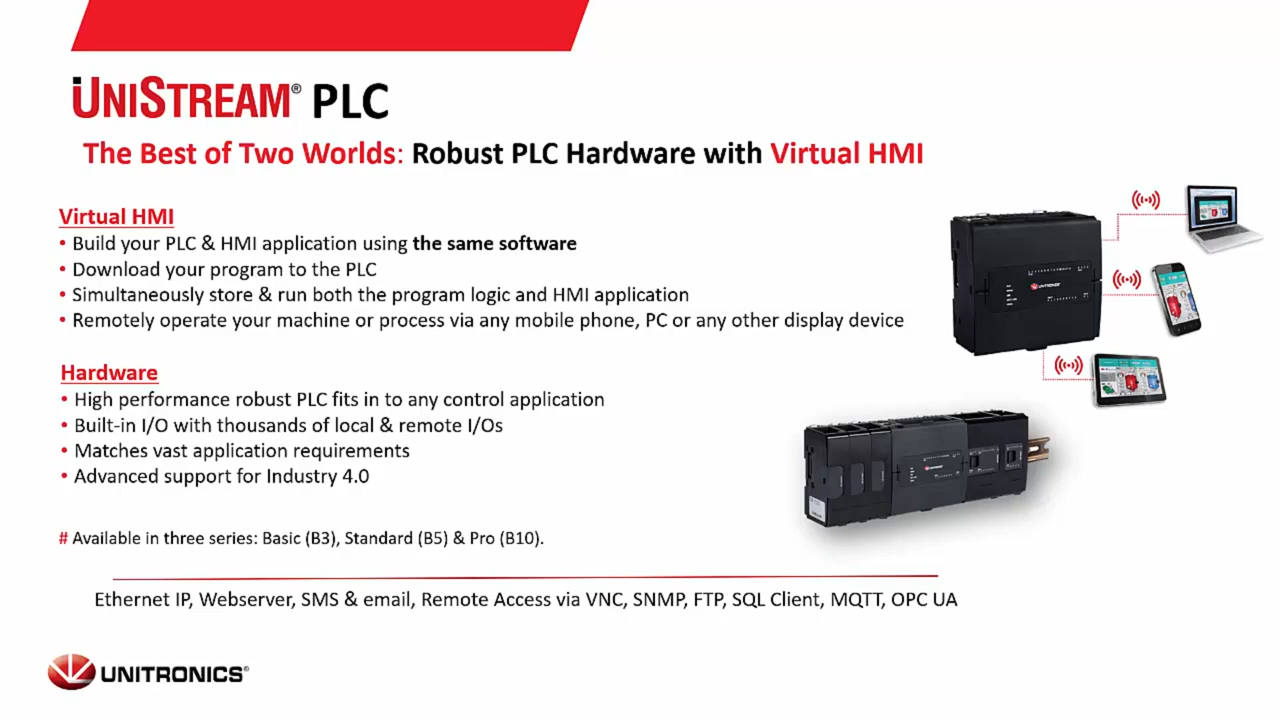 UNISTREAM® PLC
The Best of Two Worlds: Robust PLC Hardware with Virtual HMI
Virtual HMI
• Build your PLC & HMI application using the same software
• Download your program to the PLC
• Simultaneously store & run both the program logic and HMI application
• Remotely operate your machine or process via any mobile phone, PC or any other display device
Hardware
• High performance robust PLC fits in to any control application
• Built-in I/O with thousands of local & remote I/Os
• Matches vast application requirements
• Advanced support for Industry 4.0
# Available in three series: Basic (B3), Standard (B5) & Pro (B10).
Ethernet IP, Webserver, SMS & email, Remote Access via VNC, SNMP, FTP, SQL Client, MQTT, OPC UA
UNITRONICS®
UNITRONICS
UNITRONICS